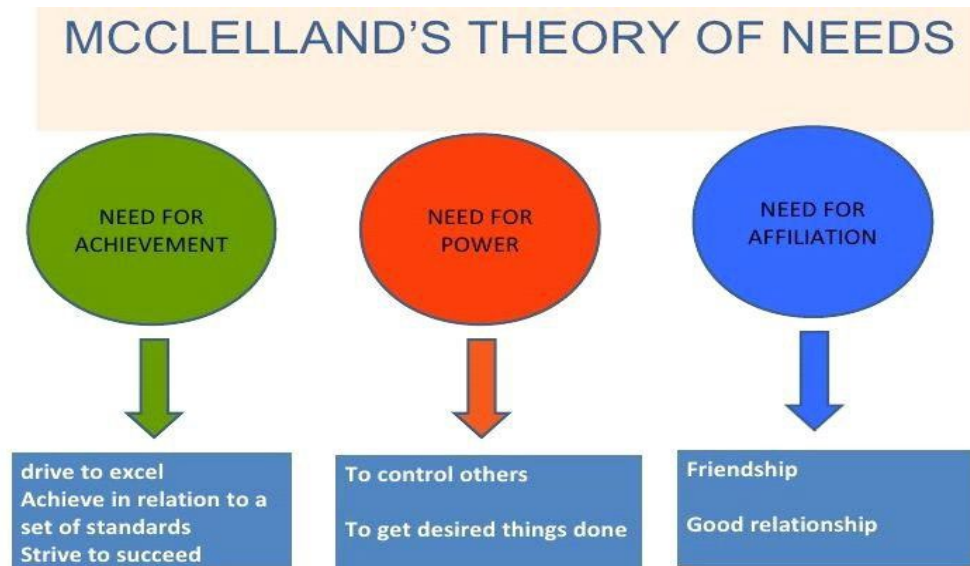 MCCLELLAND'S THEORY OF NEEDS
NEED FOR
ACHIEVEMENT
NEED FOR
POWER
NEED FOR
AFFILIATION
drive to excel
Achieve in relation to a
set of standards
Strive to succeed
To control others
To get desired things done
Friendship
Good relationship